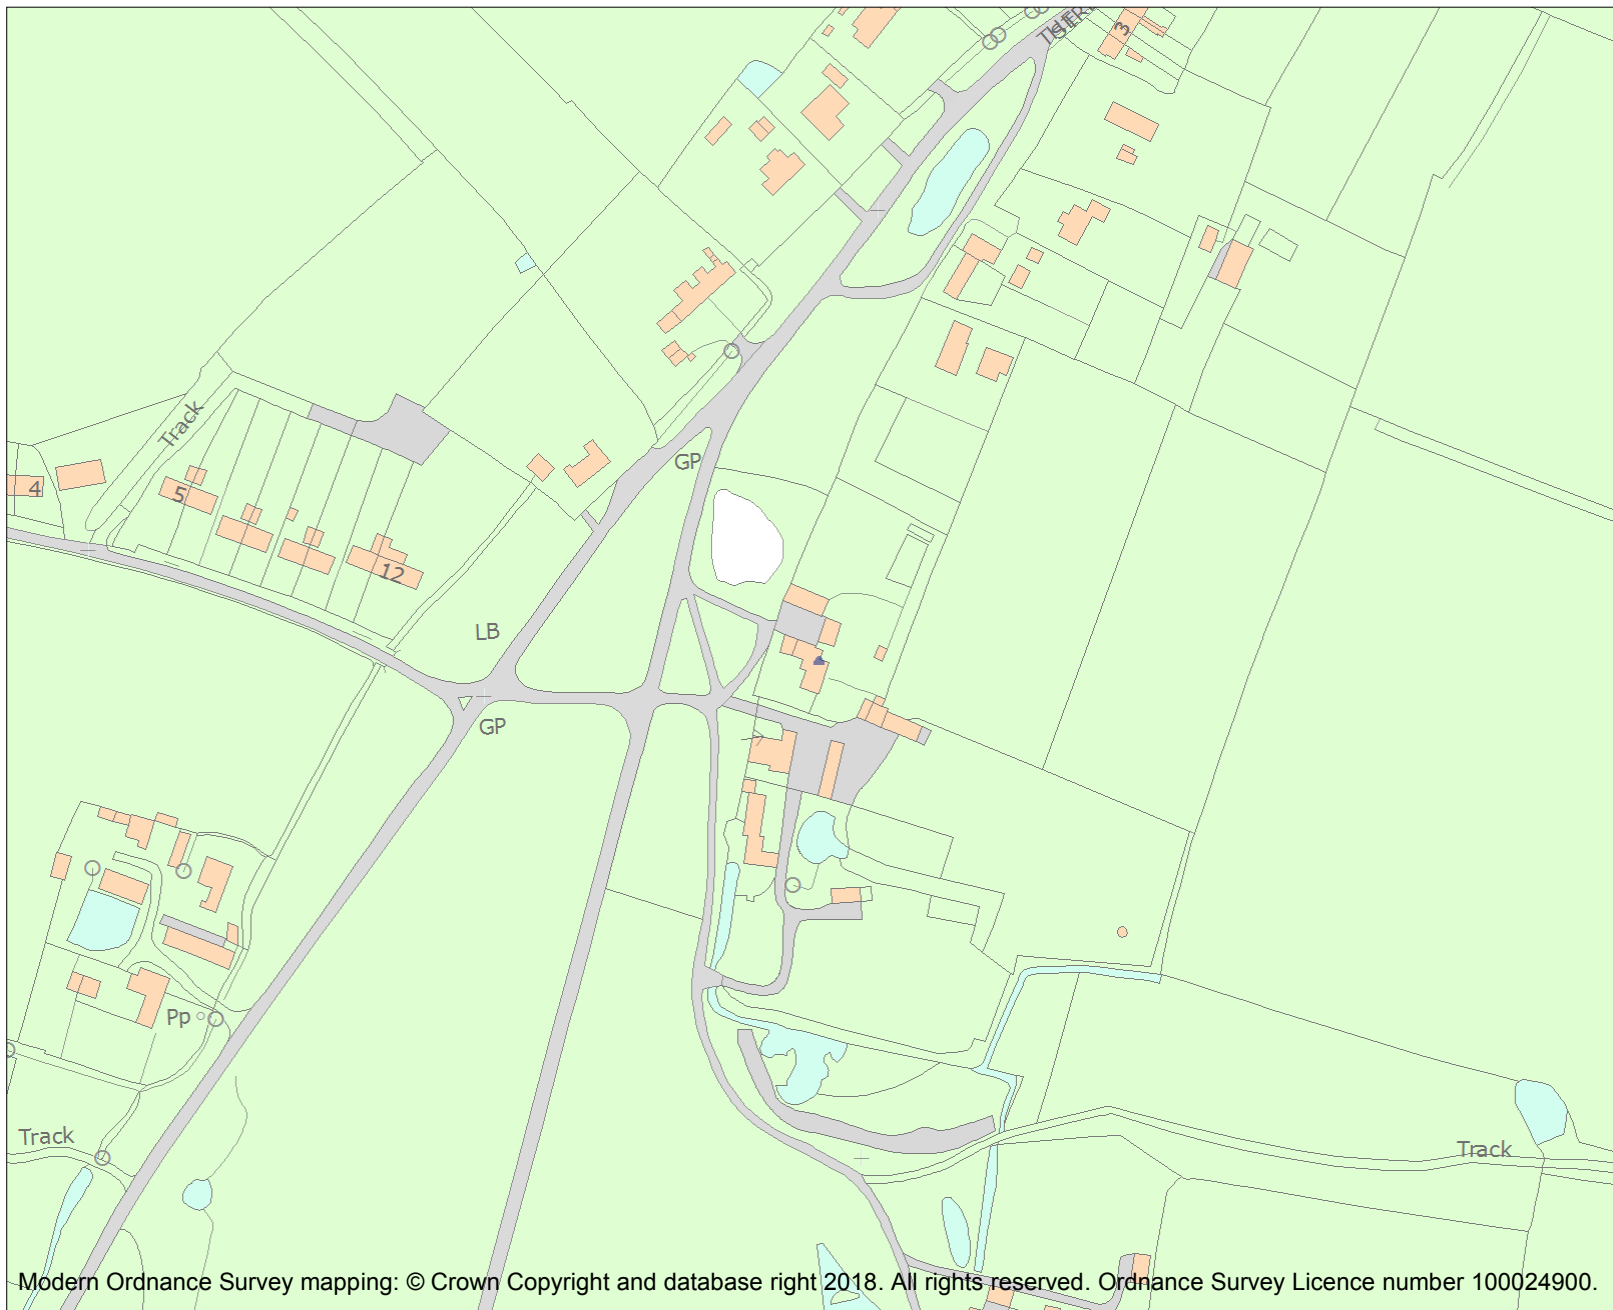 3
Track
GP
4
5
12
LB
GP
Pp
Track
Track
Modern Ordnance Survey mapping: © Crown Copyright and database right 2018. All rights reserved. Ordnance Survey Licence number 100024900.